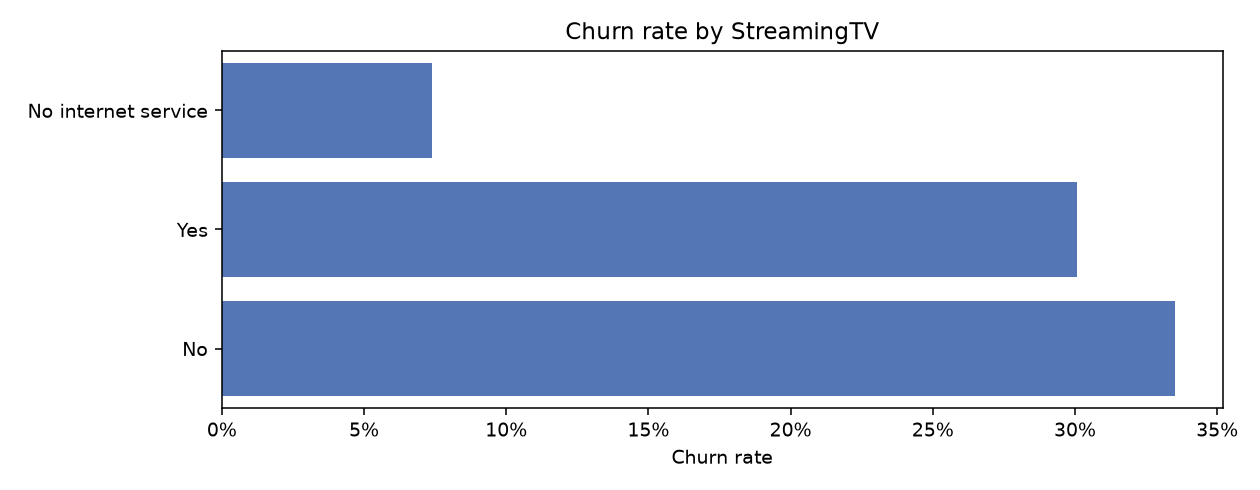 Churn rate by StreamingTV
No internet service
Yes
No
0% 5% 10% 15% 20% 25% 30% 35%
Churn rate